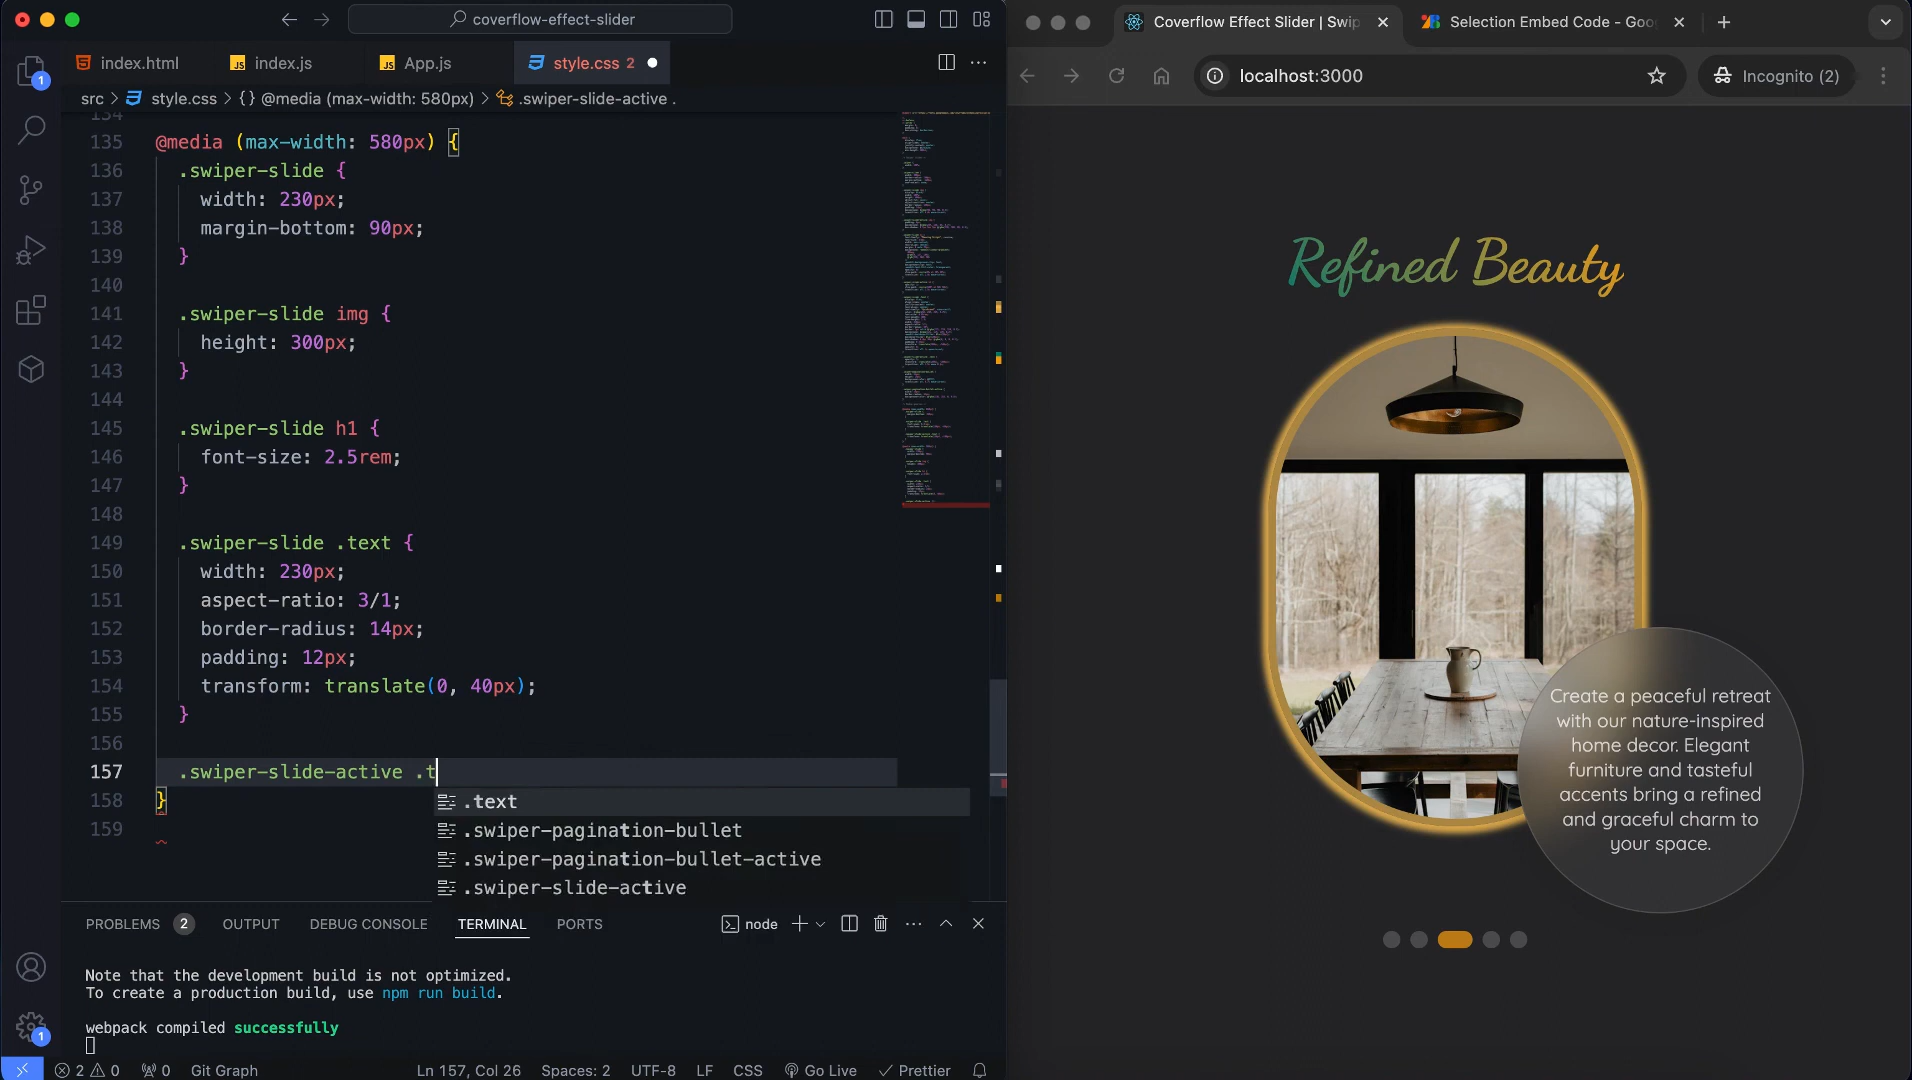 coverflow-effect-slider
index.html
index.js
App.js
style.css 2
src > style.css > {} @media (max-width: 580px) > .swiper-slide-active .
134
135 @media (max-width: 580px) {
136 .swiper-slide {
137 width: 230px;
138 margin-bottom: 90px;
139 }
140
141 .swiper-slide img {
142 height: 300px;
143 }
144
145 .swiper-slide h1 {
146 font-size: 2.5rem;
147 }
148
149 .swiper-slide .text {
150 width: 230px;
151 aspect-ratio: 3/1;
152 border-radius: 14px;
153 padding: 12px;
154 transform: translate(0, 40px);
155 }
156
157 .swiper-slide-active .t
158 }
159
.text
.swiper-pagination-bullet
.swiper-pagination-bullet-active
.swiper-slide-active
1
1
PROBLEMS 2 OUTPUT DEBUG CONSOLE TERMINAL PORTS
node
Note that the development build is not optimized.
To create a production build, use npm run build.
webpack compiled successfully
2 0 0 Git Graph Ln 157, Col 26 Spaces: 2 UTF-8 LF CSS Go Live Prettier
Coverflow Effect Slider | Swip
Selection Embed Code - Goo
localhost:3000
Incognito (2)
Refined Beauty
Create a peaceful retreat
with our nature-inspired
home decor. Elegant
furniture and tasteful
accents bring a refined
and graceful charm to
your space.